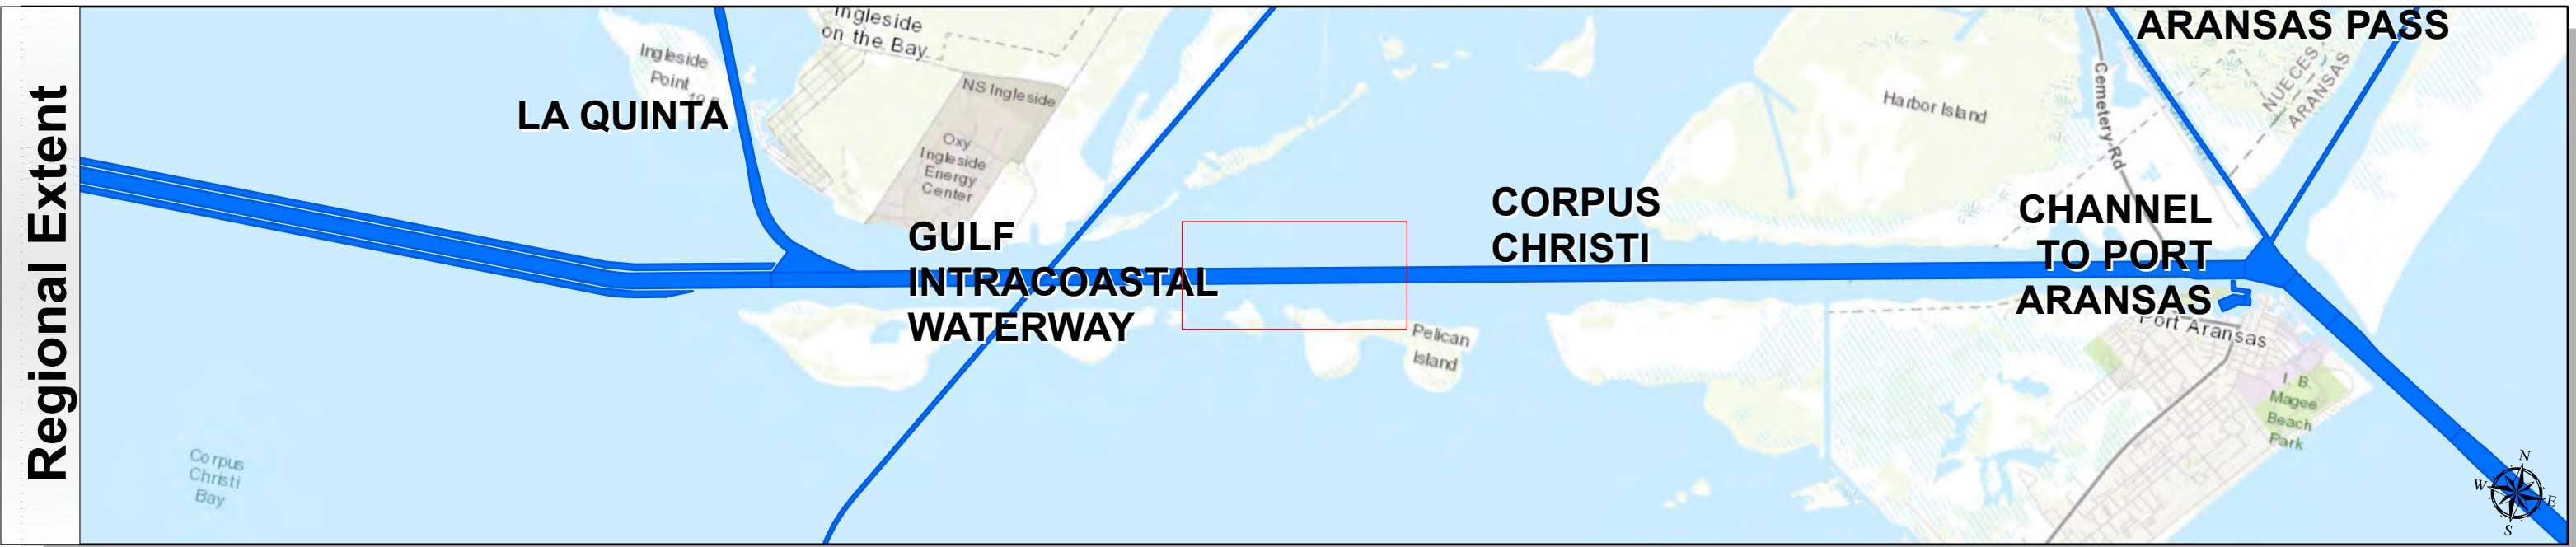 Regional Extent
Ingleside
on the Bay
Ingleside
Point
NS Ingleside
LA QUINTA
Oxy
Ingleside
Energy
Center
GULF
INTRACOASTAL
WATERWAY
CORPUS
CHRISTI
Pelican
Island
Harbor Island
Cemetery Rd
ARANSAS PASS
NUECES
ARANSAS
CHANNEL
TO PORT
ARANSAS
Port Aransas
I. B.
Magee
Beach
Park
Corpus
Christi
Bay
N
W
E
S